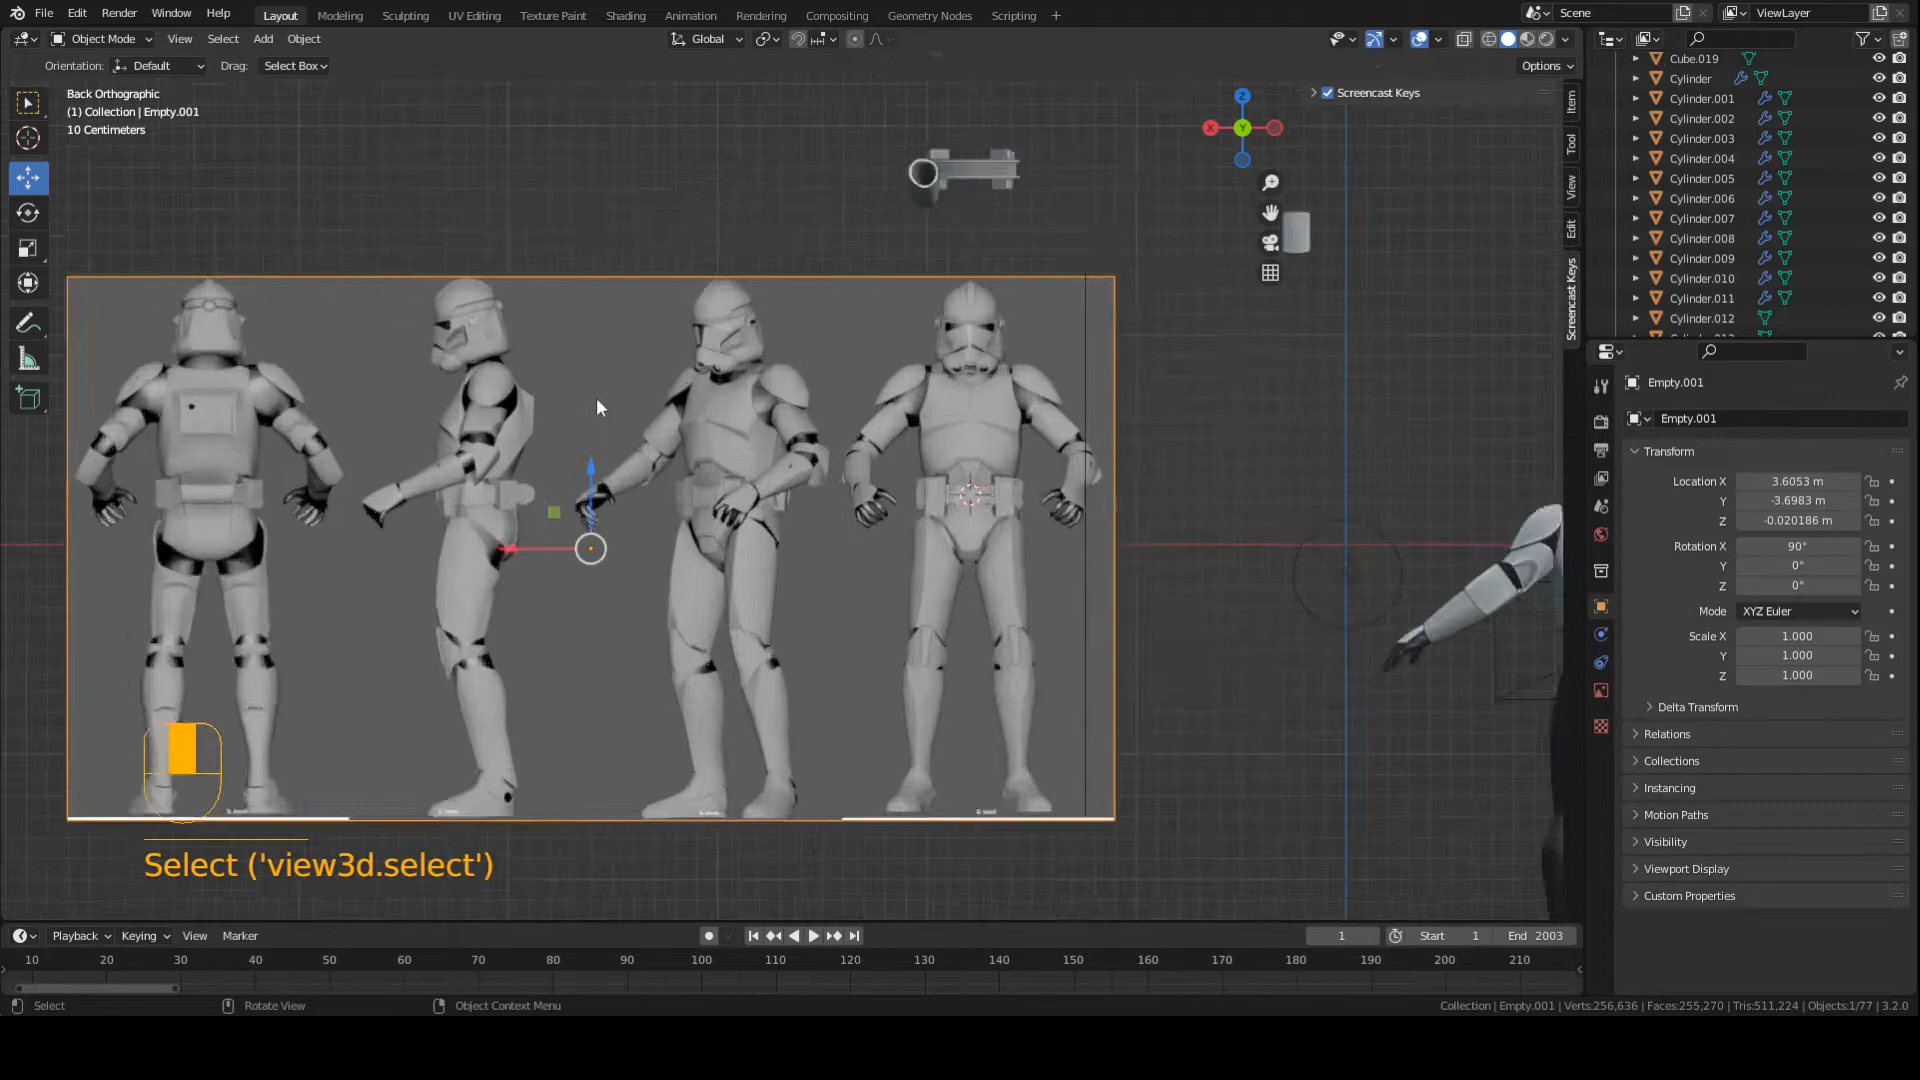 File Edit Render Window Help Layout Modeling Sculpting UV Editing Texture Paint Shading Animation Rendering Compositing Geometry Nodes Scripting + Scene ViewLayer
Object Mode View Select Add Object Global
Orientation: Default Drag: Select Box Options
Back Orthographic
(1) Collection | Empty.001
10 Centimeters
Screencast Keys
Z
X
Y
Item
Tool
View
Edit
Screencast Keys
Cube.019
Cylinder
Cylinder.001
Cylinder.002
Cylinder.003
Cylinder.004
Cylinder.005
Cylinder.006
Cylinder.007
Cylinder.008
Cylinder.009
Cylinder.010
Cylinder.011
Cylinder.012
Empty.001
Empty.001
Transform
Location X 3.6053 m
Y -3.6983 m
Z -0.020186 m
Rotation X 90°
Y 0°
Z 0°
Mode XYZ Euler
Scale X 1.000
Y 1.000
Z 1.000
Delta Transform
Relations
Collections
Instancing
Motion Paths
Visibility
Viewport Display
Custom Properties
Select ('view3d.select')
Playback Keying View Marker 1 Start 1 End 2003
10 20 30 40 50 60 70 80 90 100 110 120 130 140 150 160 170 180 190 200 210
Select Rotate View Object Context Menu Collection | Empty.001 | Verts:256,636 | Faces:255,270 | Tris:511,224 | Objects:1/77 | 3.2.0